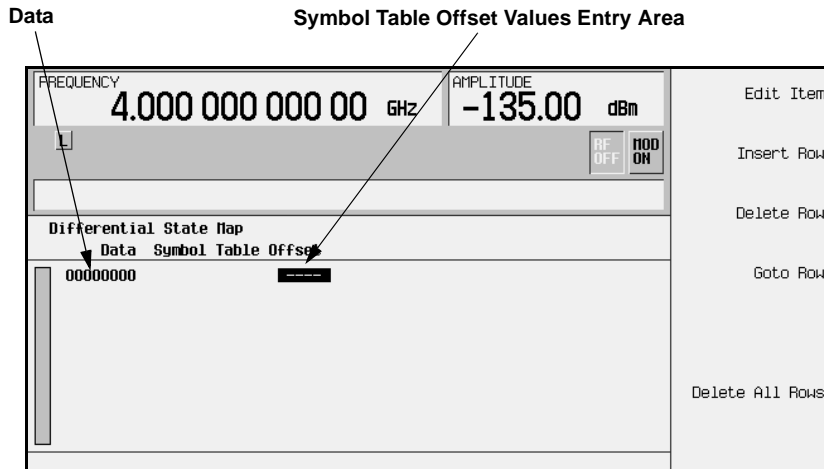 Data
Symbol Table Offset Values Entry Area
FREQUENCY
4.000 000 000 00 GHz
AMPLITUDE
-135.00 dBm
L
RF OFF
MOD ON
Differential State Map
Data Symbol Table Offset
00000000 ----
Edit Item
Insert Row
Delete Row
Goto Row
Delete All Rows